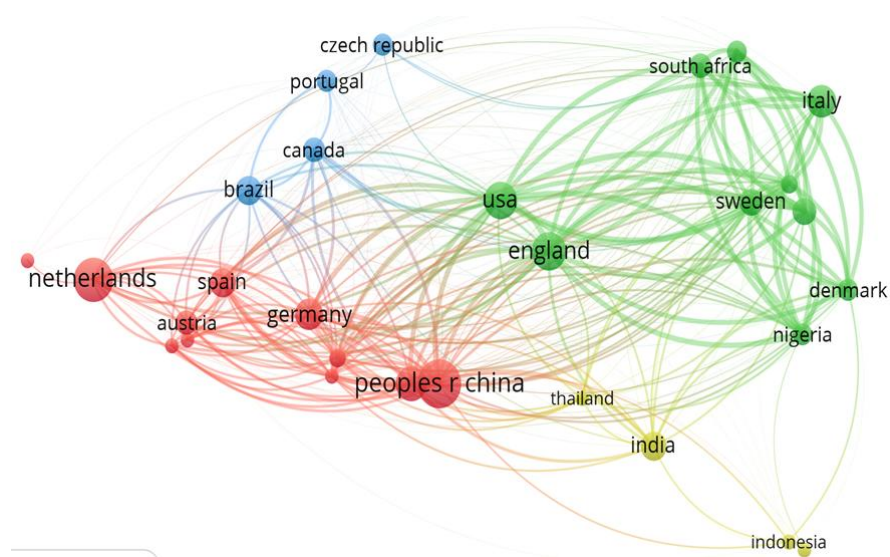 czech republic
south africa
portugal
italy
canada
brazil
usa
sweden
england
netherlands
spain
denmark
germany
austria
nigeria
peoples r china
thailand
india
indonesia